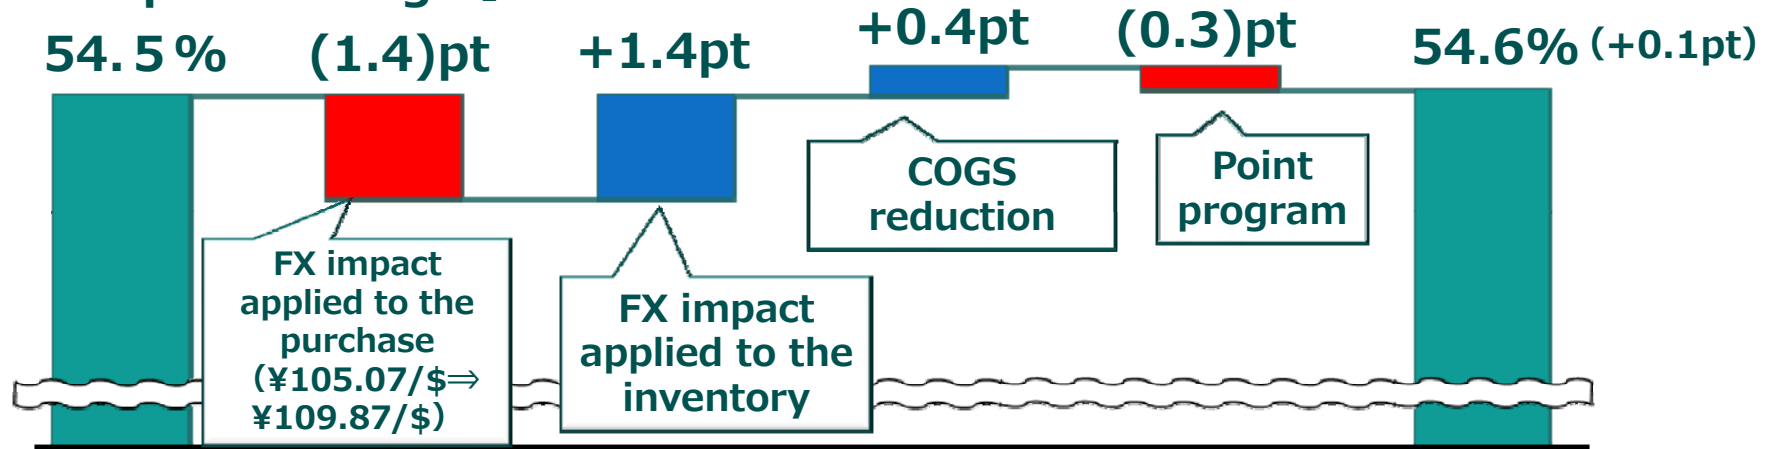 54.5%
(1.4)pt
+1.4pt
+0.4pt
(0.3)pt
54.6% (+0.1pt)
FX impact
applied to the
purchase
(¥105.07/$⇒
¥109.87/$)
FX impact
applied to the
inventory
COGS
reduction
Point
program